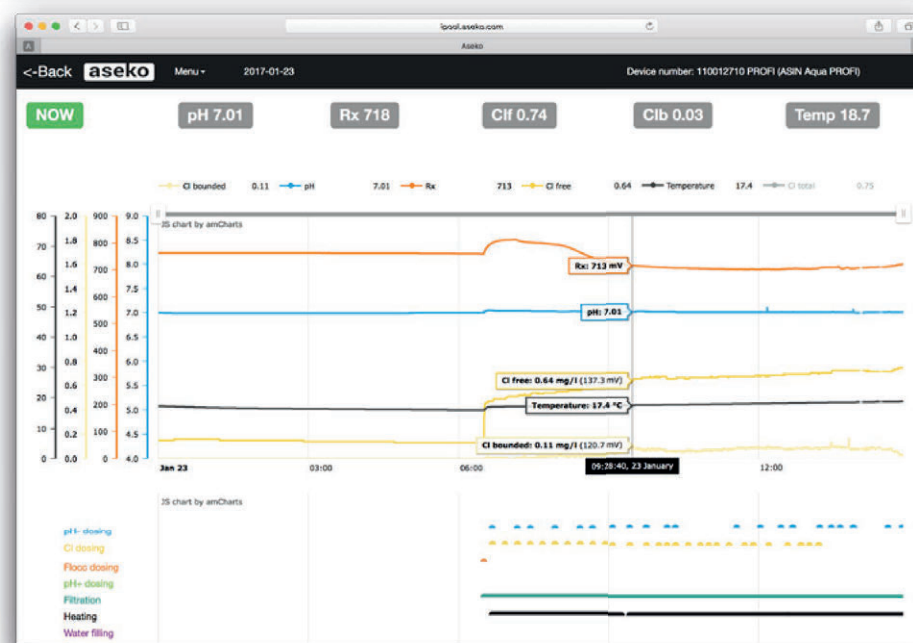 ipool.aseko.com
Aseko
<-Back aseko Menu 2017-01-23 Device number: 110012710 PROFI (ASIN Aqua PROFI)
NOW pH 7.01 Rx 718 Clf 0.74 Clb 0.03 Temp 18.7
Cl bounded 0.11 pH 7.01 Rx 713 Cl free 0.64 Temperature 17.4 Cl total 0.75
JS chart by amCharts
80 2.0 900 9.0
70 1.8 800 8.5
60 1.6 700 8.0
1.4 600 7.5
50 1.2 500 7.0
40 1.0 400 6.5
30 0.8 300 6.0
20 0.6 200 5.5
10 0.4 100 5.0
0.2 4.5
0 0.0 0 4.0
Rx: 713 mV
pH: 7.01
Cl free: 0.64 mg/l (137.3 mV)
Temperature: 17.4 °C
Cl bounded: 0.11 mg/l (120.7 mV)
Jan 23 03:00 06:00 09:28:40, 23 January 12:00
JS chart by amCharts
pH- dosing
Cl dosing
Flocc dosing
pH+ dosing
Filtration
Heating
Water filling